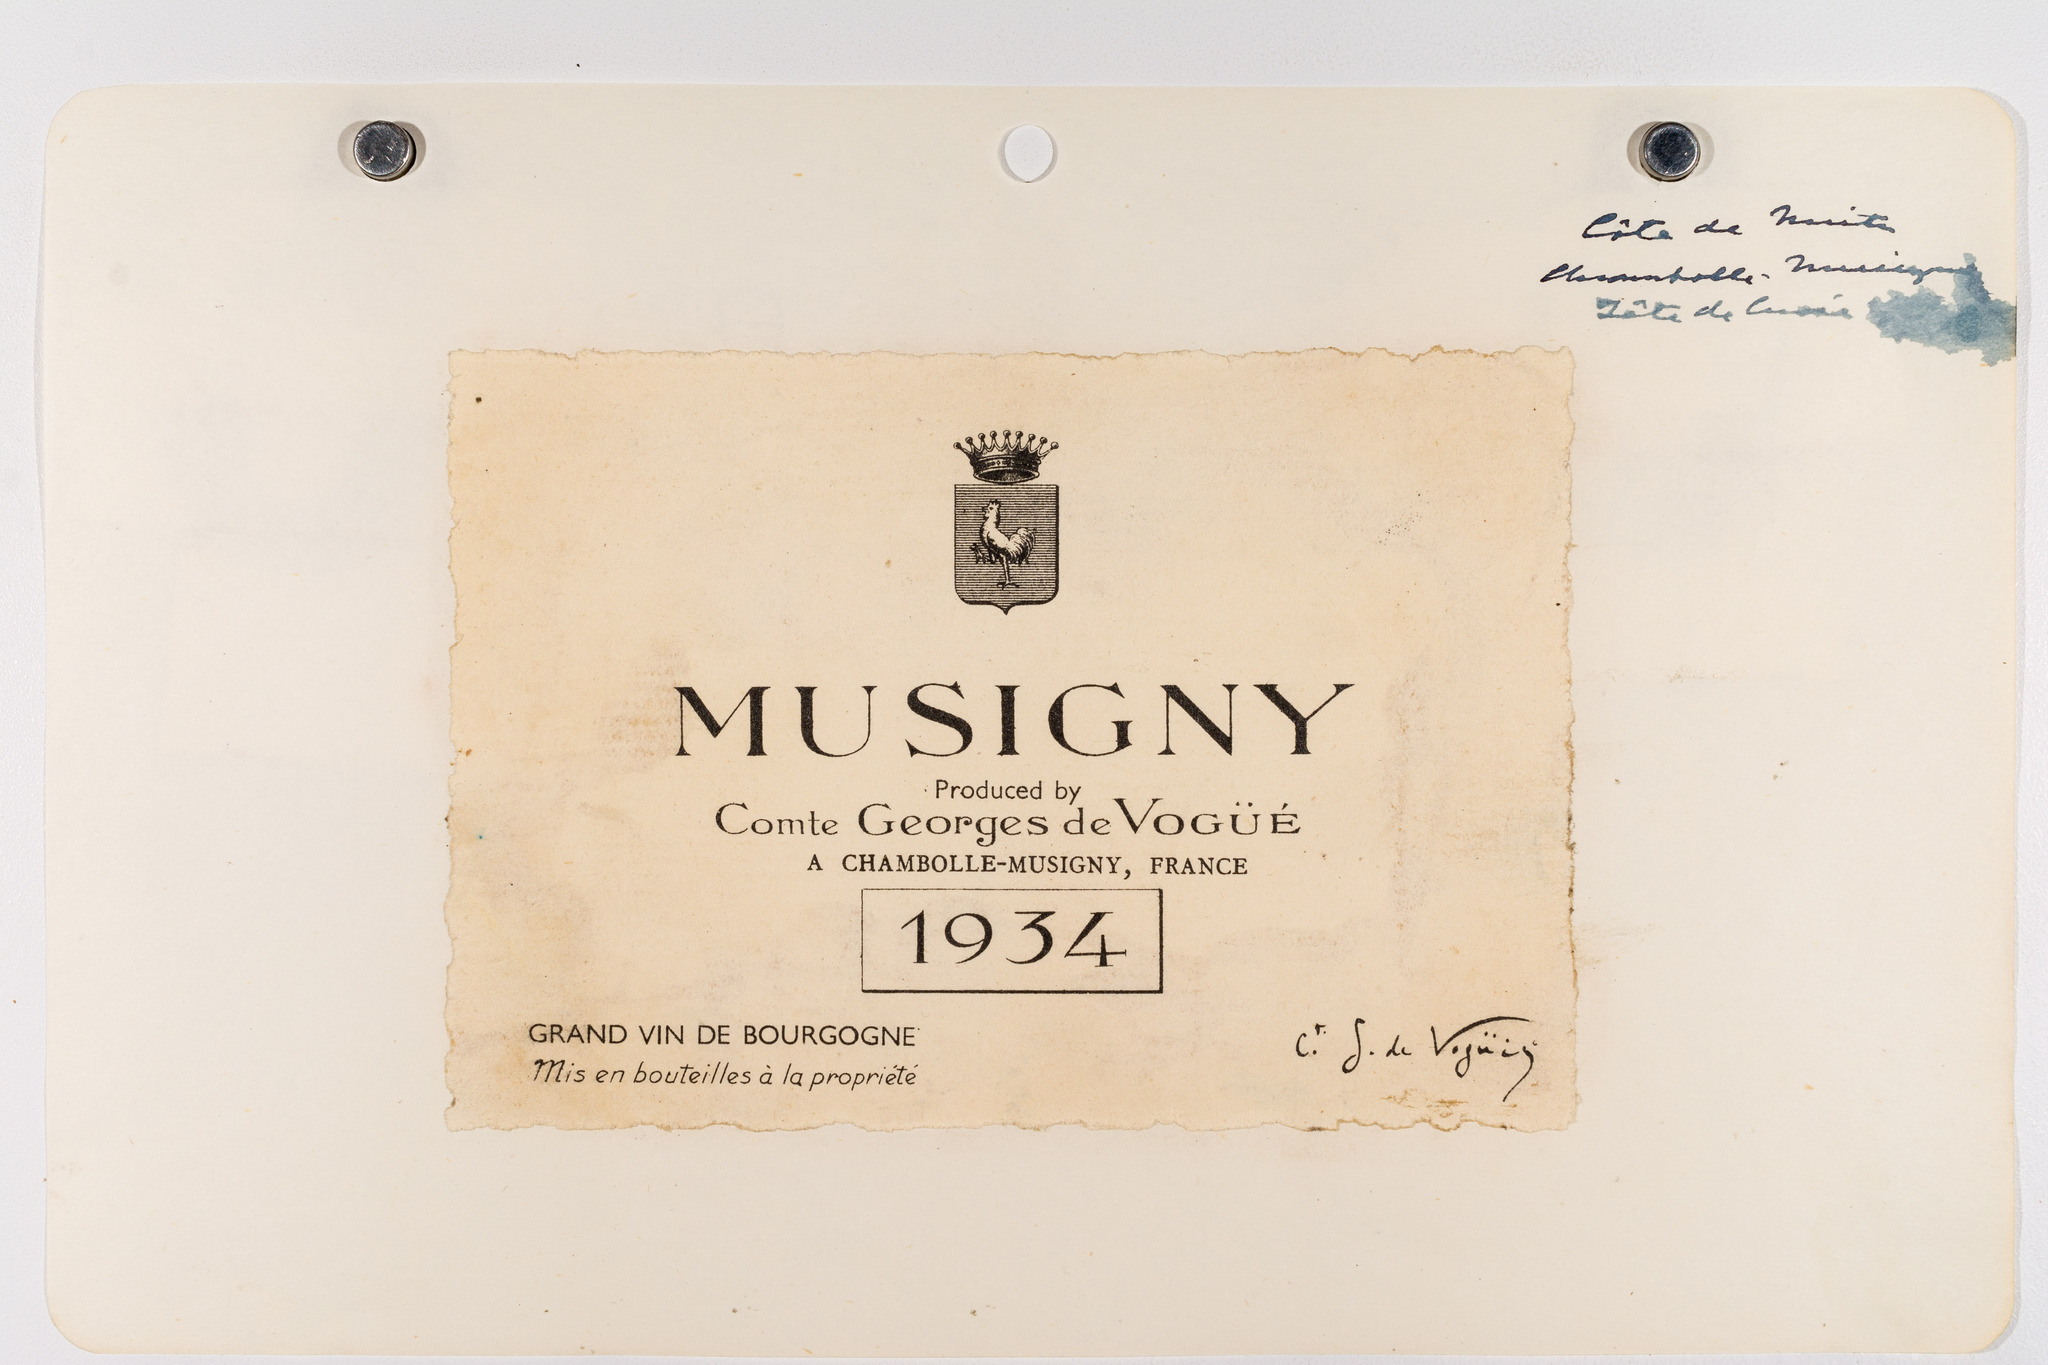 Côte de Nuits
Chambolle-Musigny
Tête de Cuvée
MUSIGNY
Produced by
Comte Georges de VOGÜÉ
A CHAMBOLLE-MUSIGNY, FRANCE
1934
GRAND VIN DE BOURGOGNE
Mis en bouteilles à la propriété
Ct. G. de Vogüé